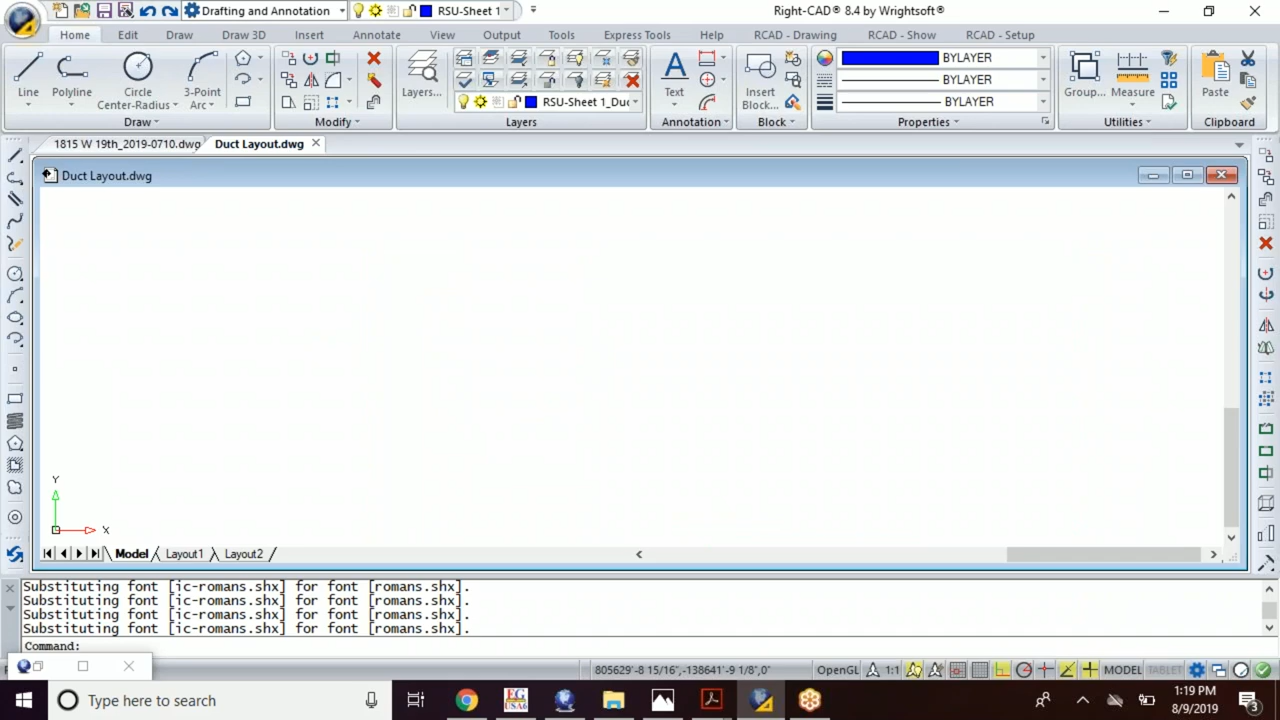 Drafting and Annotation
RSU-Sheet 1
Right-CAD® 8.4 by Wrightsoft®
Home Edit Draw Draw 3D Insert Annotate View Output Tools Express Tools Help RCAD - Drawing RCAD - Show RCAD - Setup
Line
Polyline
Circle
Center-Radius
3-Point
Arc
Draw
Modify
Layers...
RSU-Sheet 1_Duc
Layers
Text
Annotation
Insert
Block...
Block
BYLAYER
BYLAYER
BYLAYER
Properties
Group...
Measure
Utilities
Paste
Clipboard
1815 W 19th_2019-0710.dwg
Duct Layout.dwg
Duct Layout.dwg
Y
X
Model Layout1 Layout2
Substituting font [ic-romans.shx] for font [romans.shx].
Substituting font [ic-romans.shx] for font [romans.shx].
Substituting font [ic-romans.shx] for font [romans.shx].
Substituting font [ic-romans.shx] for font [romans.shx].
Command:
805629'-8 15/16",-138641'-9 1/8",0" OpenGL 1:1 MODEL TABLET
Type here to search
EG
USA6
1:19 PM
8/9/2019
3